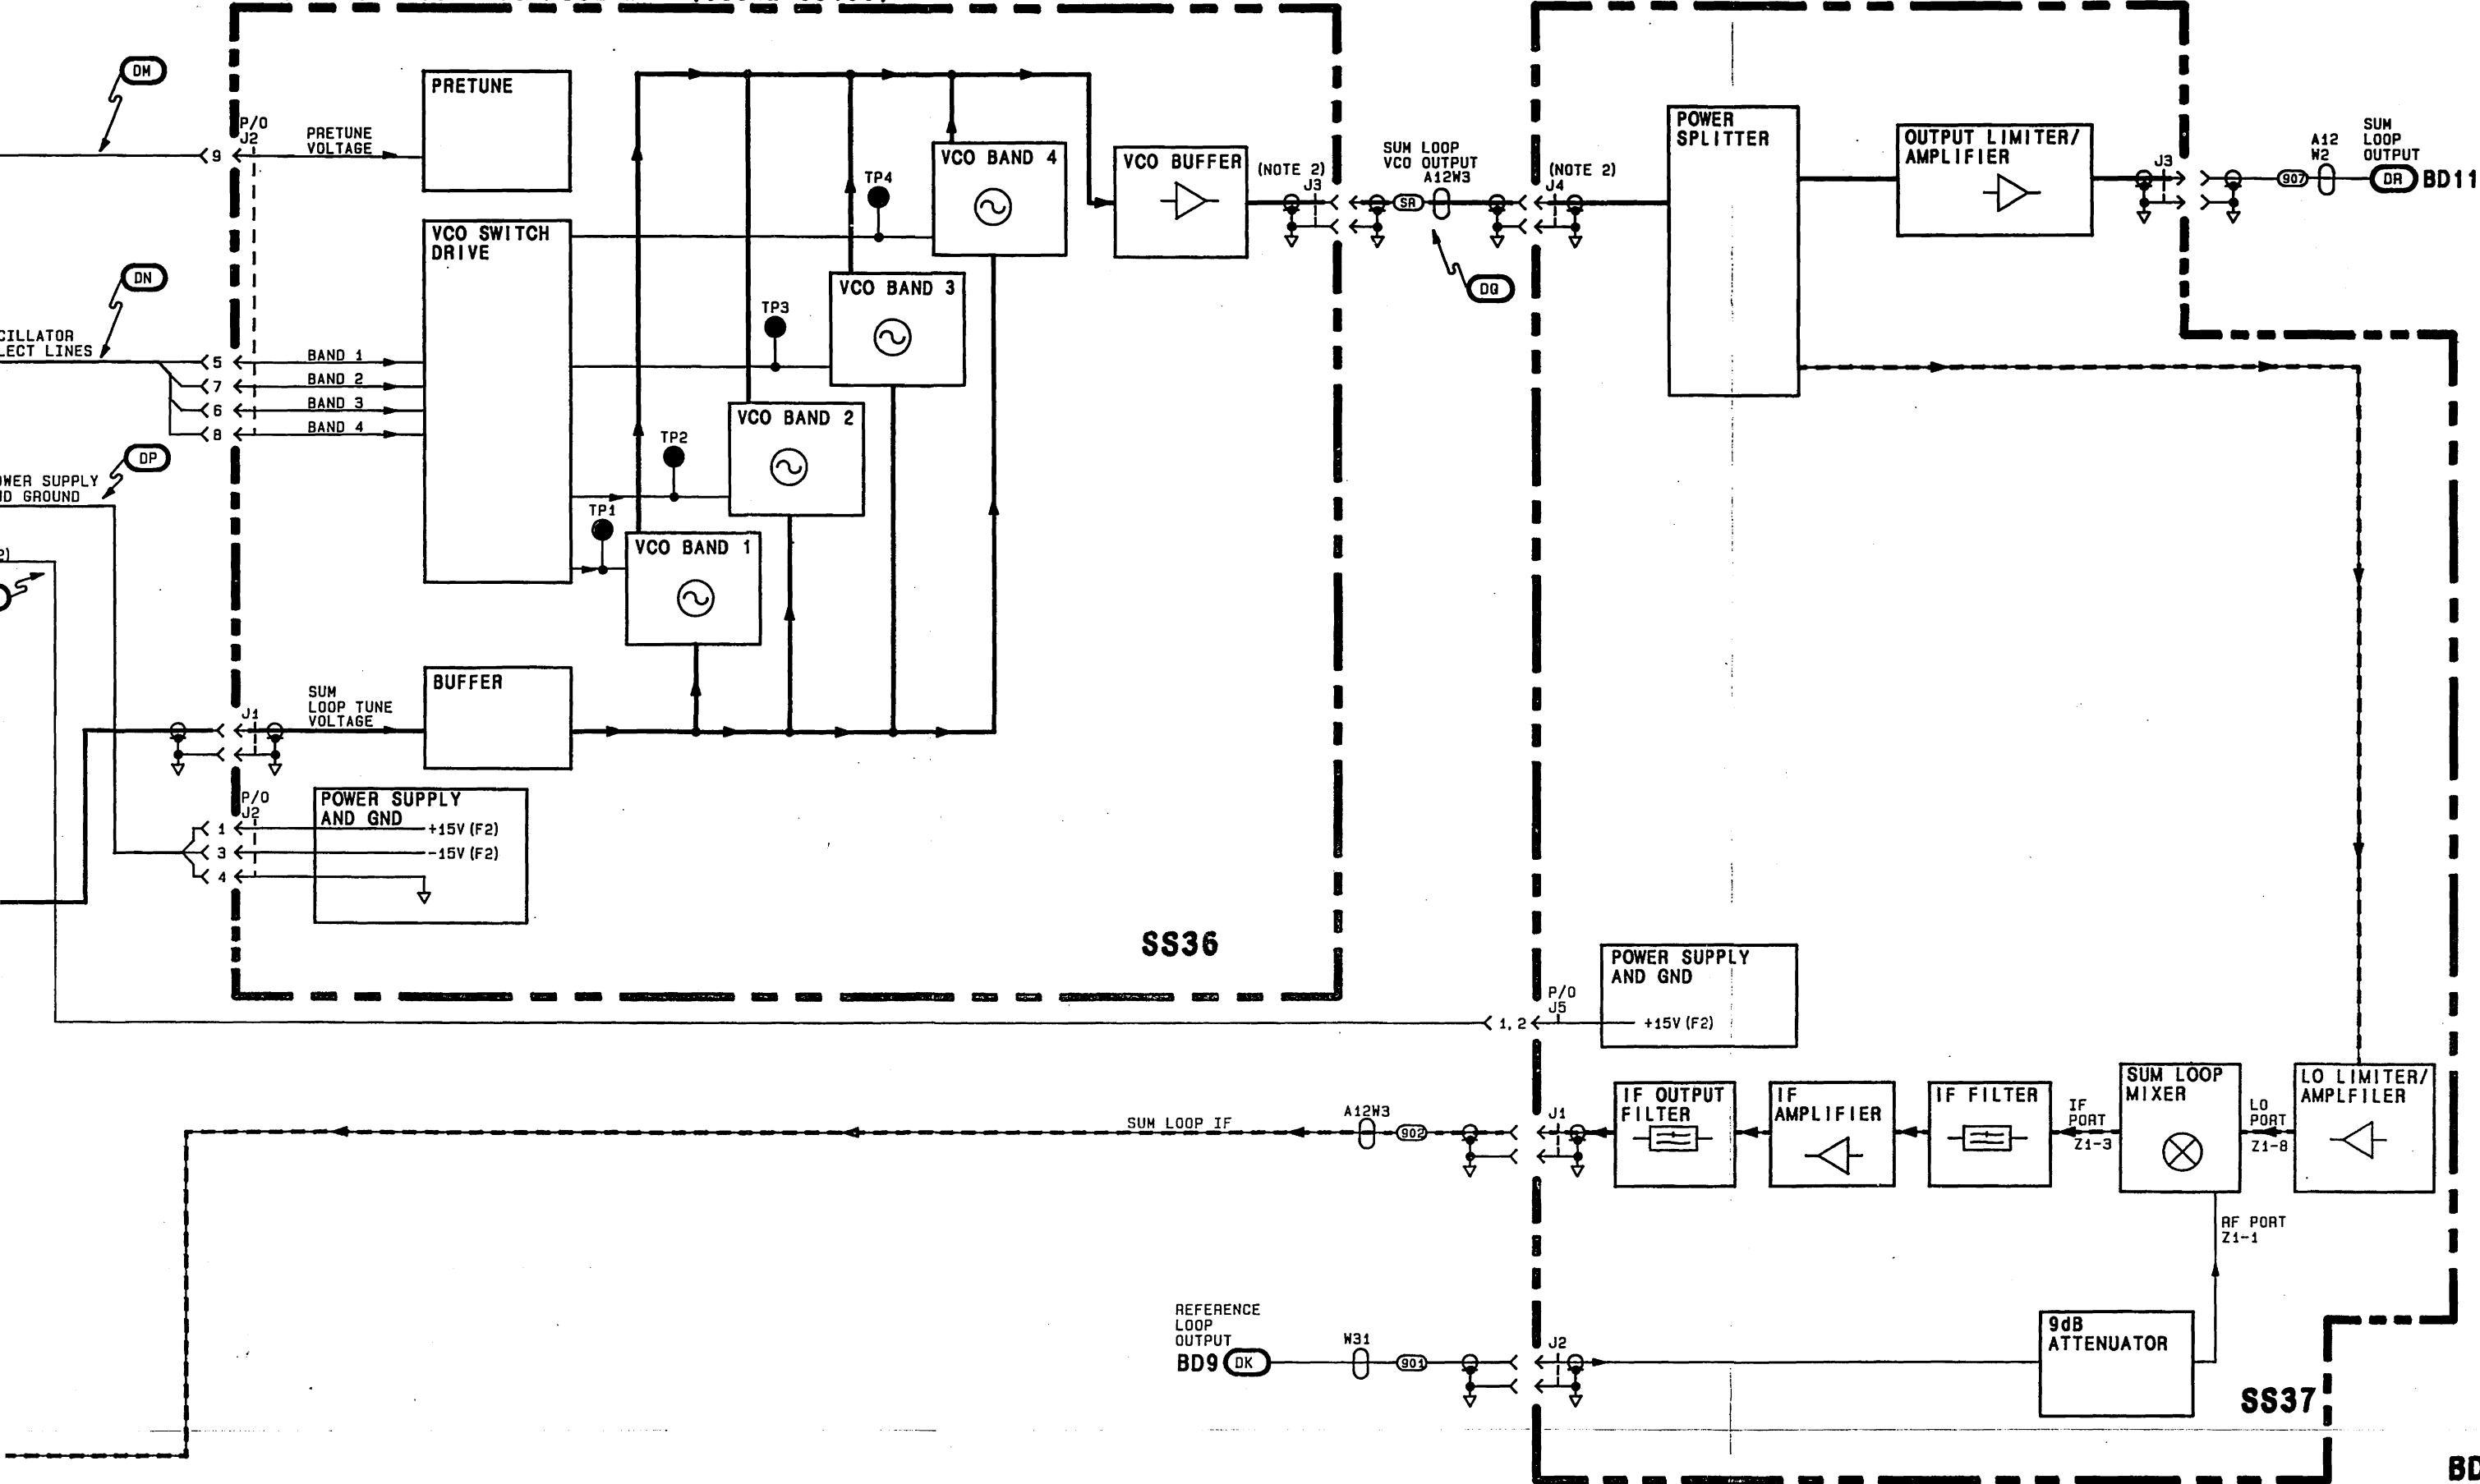 DM
P/O
J2
9
PRETUNE
VOLTAGE
PRETUNE
DN
CILLATOR
LECT LINES
5
7
6
8
BAND 1
BAND 2
BAND 3
BAND 4
VCO SWITCH
DRIVE
DP
OWER SUPPLY
ND GROUND
2)
TP4
TP3
TP2
TP1
VCO BAND 4
VCO BAND 3
VCO BAND 2
VCO BAND 1
VCO BUFFER
(NOTE 2)
J3
SUM LOOP
VCO OUTPUT
A12W3
SR
DQ
(NOTE 2)
J4
POWER
SPLITTER
OUTPUT LIMITER/
AMPLIFIER
J3
907
A12
W2
SUM
LOOP
OUTPUT
DR
BD11
J1
SUM
LOOP TUNE
VOLTAGE
BUFFER
P/O
J2
1
3
4
POWER SUPPLY
AND GND
+15V(F2)
-15V(F2)
SS36
P/O
J5
1,2
POWER SUPPLY
AND GND
+15V(F2)
SUM LOOP IF
A12W3
902
J1
IF OUTPUT
FILTER
IF
AMPLIFIER
IF FILTER
IF
PORT
Z1-3
SUM LOOP
MIXER
LO
PORT
Z1-8
LO LIMITER/
AMPLFILER
RF PORT
Z1-1
REFERENCE
LOOP
OUTPUT
BD9
DK
W31
901
J2
9dB
ATTENUATOR
SS37
BD